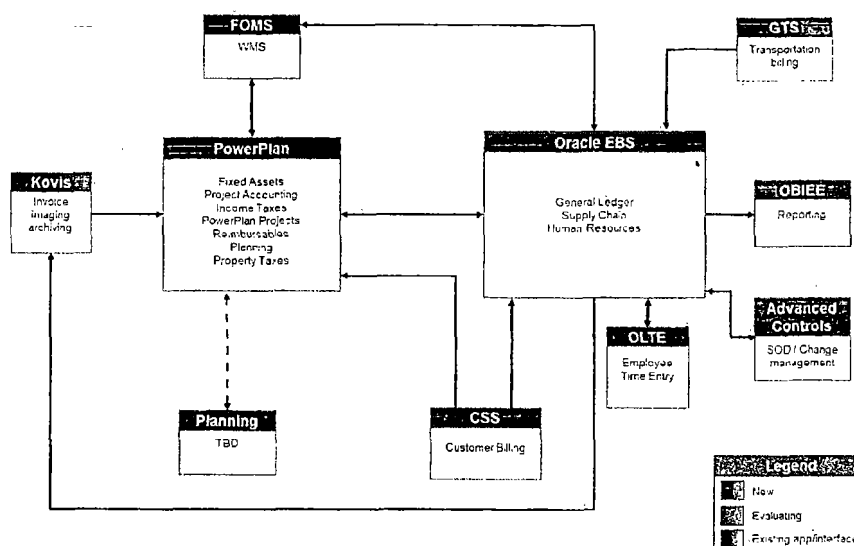 FOMS
WMS
GTS
Transportation
billing
PowerPlan
Fixed Assets
Project Accounting
Income Taxes
PowerPlan Projects
Reimbursables
Planning
Property Taxes
Oracle EBS
General Ledger
Supply Chain
Human Resources
Kovis
Invoice
imaging
archiving
OBIEE
Reporting
Advanced
Controls
SOD / Change
management
OLTE
Employee
Time Entry
Planning
TBD
CSS
Customer Billing
Legend
New
Evaluating
Existing app/interface